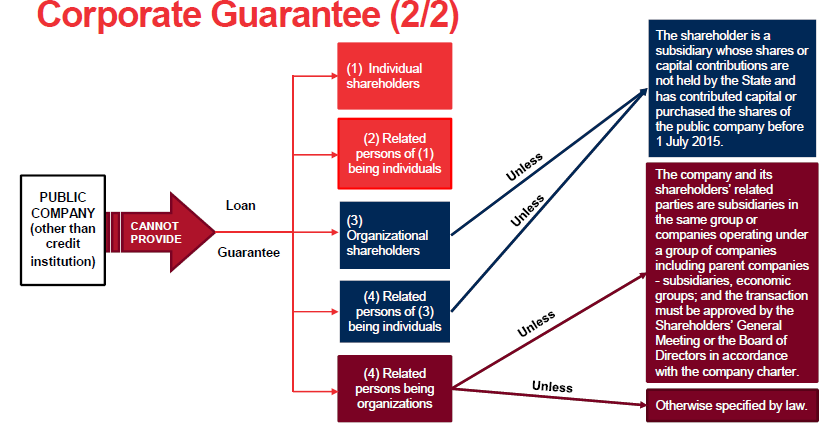 Corporate Guarantee (2/2)
PUBLIC
COMPANY
(other than
credit
institution)
CANNOT
PROVIDE
Loan
Guarantee
(1) Individual
shareholders
(2) Related
persons of (1)
being individuals
(3)
Organizational
shareholders
(4) Related
persons of (3)
being individuals
(4) Related
persons being
organizations
Unless
Unless
Unless
Unless
The shareholder is a
subsidiary whose shares or
capital contributions are
not held by the State and
has contributed capital or
purchased the shares of
the public company before
1 July 2015.
The company and its
shareholders' related
parties are subsidiaries in
the same group or
companies operating under
a group of companies
including parent companies
- subsidiaries, economic
groups; and the transaction
must be approved by the
Shareholders' General
Meeting or the Board of
Directors in accordance
with the company charter.
Otherwise specified by law.